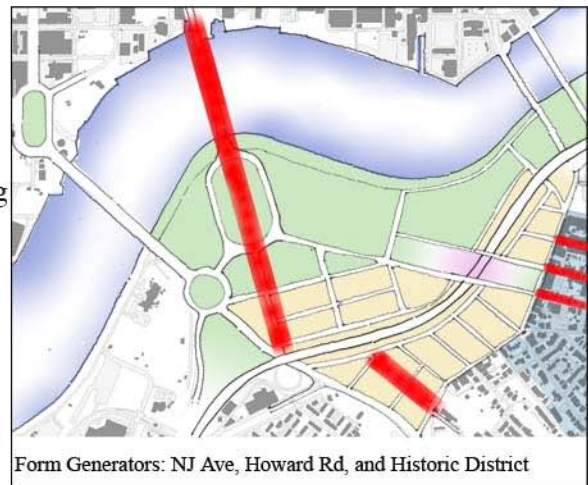 g
Form Generators: NJ Ave, Howard Rd, and Historic District